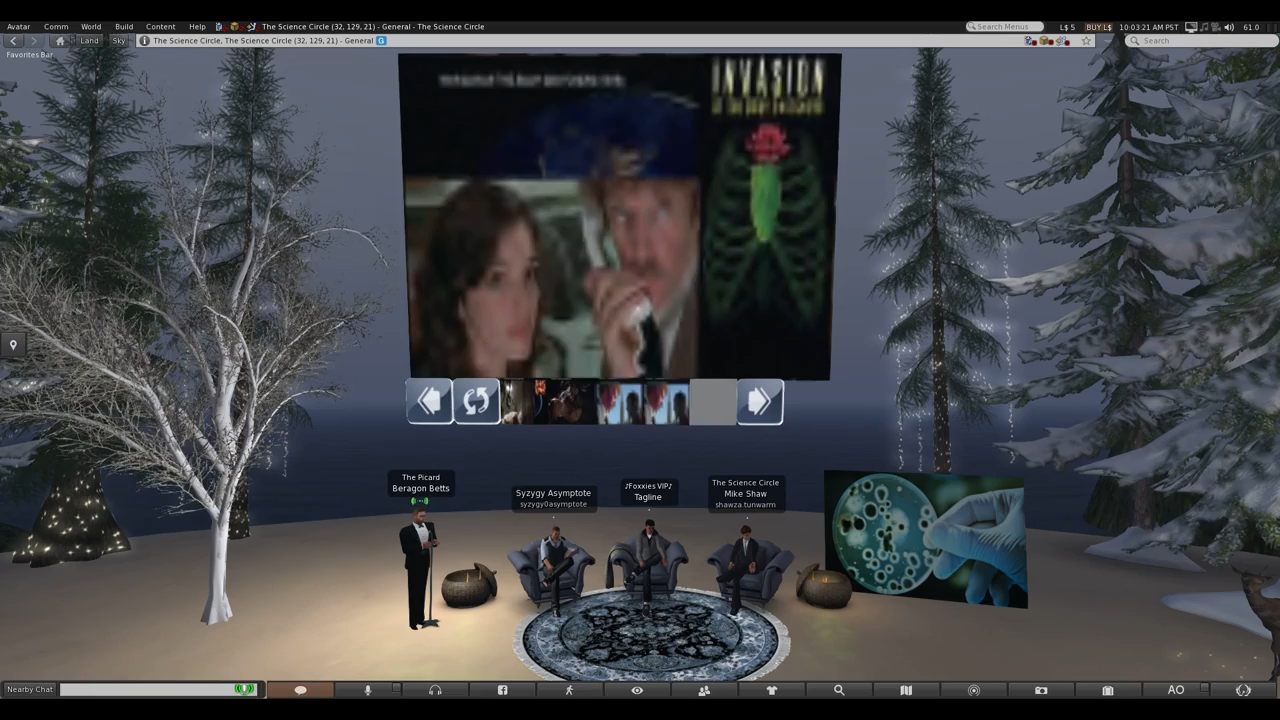 Avatar Comm World Build Content Help The Science Circle (32, 129, 21) - General - The Science Circle Search Menus L$ 5 BUY L$ 10:03:21 AM PST 61.0
Land Sky The Science Circle, The Science Circle (32, 129, 21) - General G Search
Favorites Bar
INVASION
The Picard
Beragon Betts
Syzygy Asymptote
syzygy0asymptote
♪Foxxies VIP♪
Tagline
The Science Circle
Mike Shaw
shawza.tunwarm
Nearby Chat AO